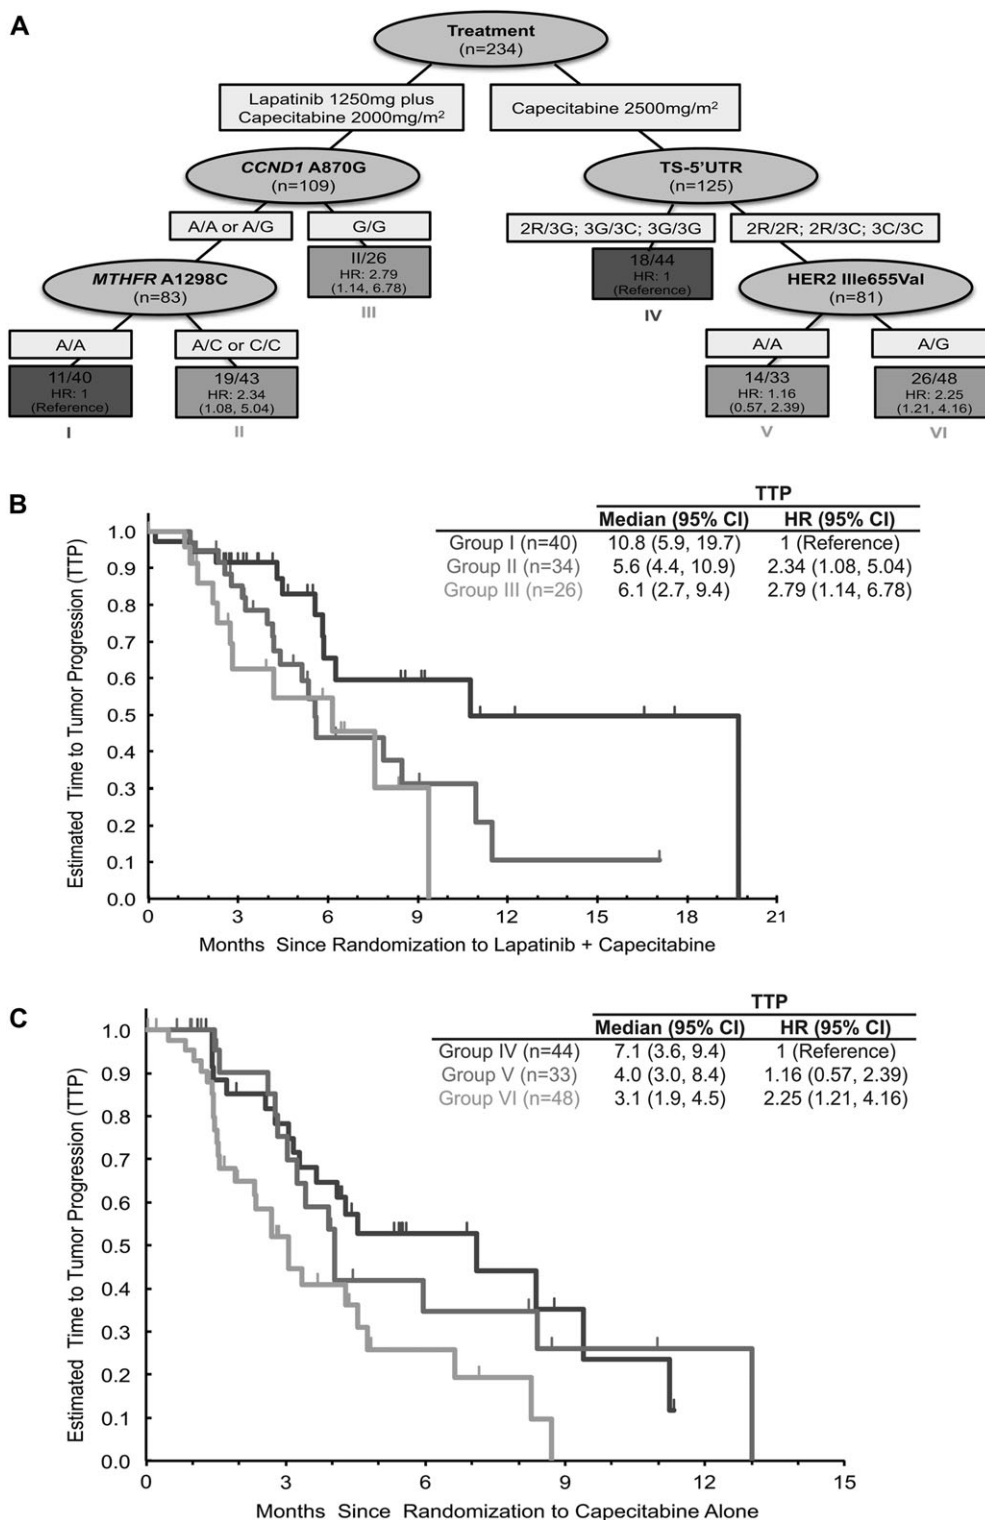 A
Treatment
(n=234)
Lapatinib 1250mg plus
Capecitabine 2000mg/m²
Capecitabine 2500mg/m²
CCND1 A870G
(n=109)
TS-5'UTR
(n=125)
A/A or A/G
G/G
2R/3G; 3G/3C; 3G/3G
2R/2R; 2R/3C; 3C/3C
MTHFR A1298C
(n=83)
II/26
HR: 2.79
(1.14, 6.78)
III
18/44
HR: 1
(Reference)
IV
HER2 IIle655Val
(n=81)
A/A
A/C or C/C
A/A
A/G
11/40
HR: 1
(Reference)
I
19/43
HR: 2.34
(1.08, 5.04)
II
14/33
HR: 1.16
(0.57, 2.39)
V
26/48
HR: 2.25
(1.21, 4.16)
VI
B
TTP
Median (95% CI) HR (95% CI)
Group I (n=40) 10.8 (5.9, 19.7) 1 (Reference)
Group II (n=34) 5.6 (4.4, 10.9) 2.34 (1.08, 5.04)
Group III (n=26) 6.1 (2.7, 9.4) 2.79 (1.14, 6.78)
Estimated Time to Tumor Progression (TTP)
1.0
0.9
0.8
0.7
0.6
0.5
0.4
0.3
0.2
0.1
0.0
0 3 6 9 12 15 18 21
Months Since Randomization to Lapatinib + Capecitabine
C
TTP
Median (95% CI) HR (95% CI)
Group IV (n=44) 7.1 (3.6, 9.4) 1 (Reference)
Group V (n=33) 4.0 (3.0, 8.4) 1.16 (0.57, 2.39)
Group VI (n=48) 3.1 (1.9, 4.5) 2.25 (1.21, 4.16)
Estimated Time to Tumor Progression (TTP)
1.0
0.9
0.8
0.7
0.6
0.5
0.4
0.3
0.2
0.1
0.0
0 3 6 9 12 15
Months Since Randomization to Capecitabine Alone